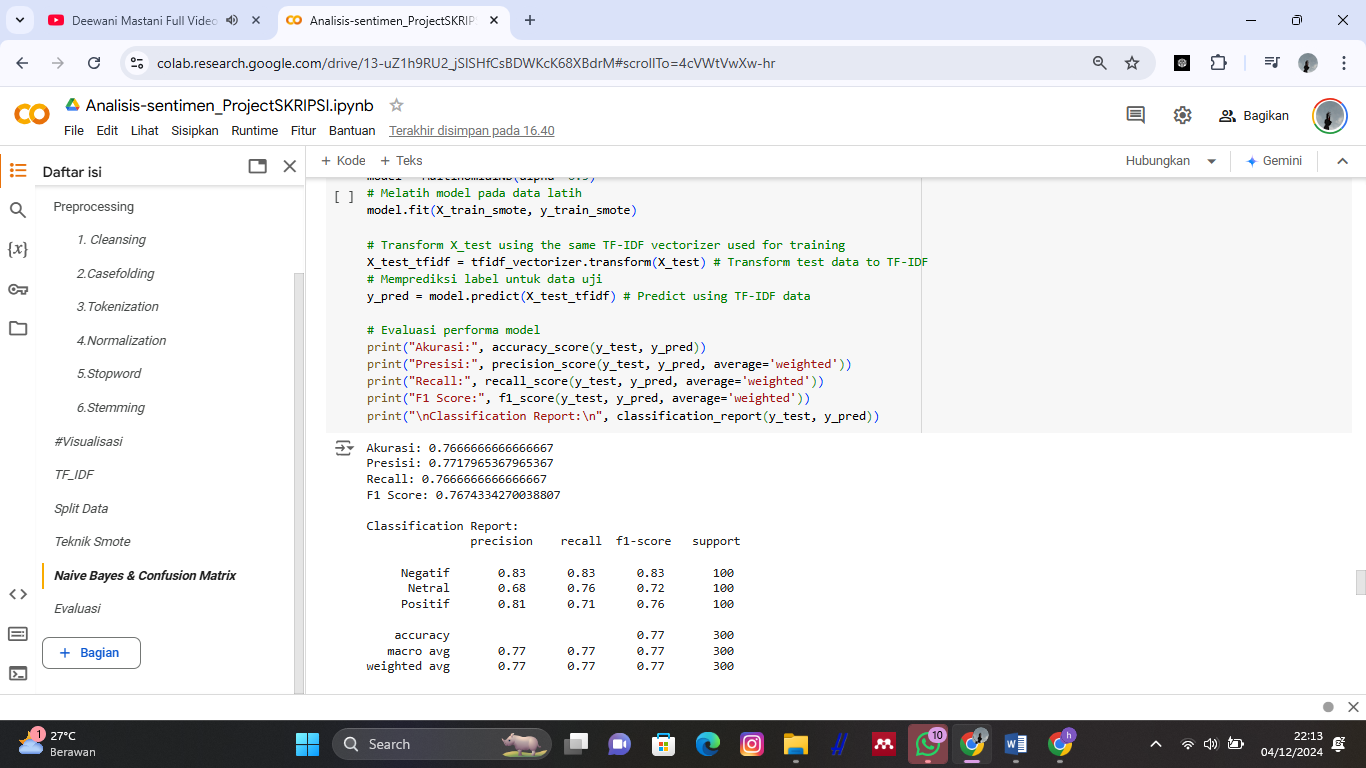 Deewani Mastani Full Video
Analisis-sentimen_ProjectSKRIP
colab.research.google.com/drive/13-uZ1h9RU2_jSlSHfCsBDWKcK68XBdrM#scrollTo=4cVWtVwXw-hr
Analisis-sentimen_ProjectSKRIPSI.ipynb
File Edit Lihat Sisipkan Runtime Fitur Bantuan Terakhir disimpan pada 16.40
Bagikan
Daftar isi
+ Kode + Teks
Hubungkan
Gemini
Preprocessing
1. Cleansing
2.Casefolding
3.Tokenization
4.Normalization
5.Stopword
6.Stemming
#Visualisasi
TF_IDF
Split Data
Teknik Smote
Naive Bayes & Confusion Matrix
Evaluasi
+ Bagian
[ ]
# Melatih model pada data latih
model.fit(X_train_smote, y_train_smote)
# Transform X_test using the same TF-IDF vectorizer used for training
X_test_tfidf = tfidf_vectorizer.transform(X_test) # Transform test data to TF-IDF
# Memprediksi label untuk data uji
y_pred = model.predict(X_test_tfidf) # Predict using TF-IDF data
# Evaluasi performa model
print("Akurasi:", accuracy_score(y_test, y_pred))
print("Presisi:", precision_score(y_test, y_pred, average='weighted'))
print("Recall:", recall_score(y_test, y_pred, average='weighted'))
print("F1 Score:", f1_score(y_test, y_pred, average='weighted'))
print("\nClassification Report:\n", classification_report(y_test, y_pred))
Akurasi: 0.7666666666666667
Presisi: 0.7717965367965367
Recall: 0.7666666666666667
F1 Score: 0.7674334270038807
Classification Report:
precision recall f1-score support
Negatif 0.83 0.83 0.83 100
Netral 0.68 0.76 0.72 100
Positif 0.81 0.71 0.76 100
accuracy 0.77 300
macro avg 0.77 0.77 0.77 300
weighted avg 0.77 0.77 0.77 300
1
27°C
Berawan
Search
10
h
22:13
04/12/2024